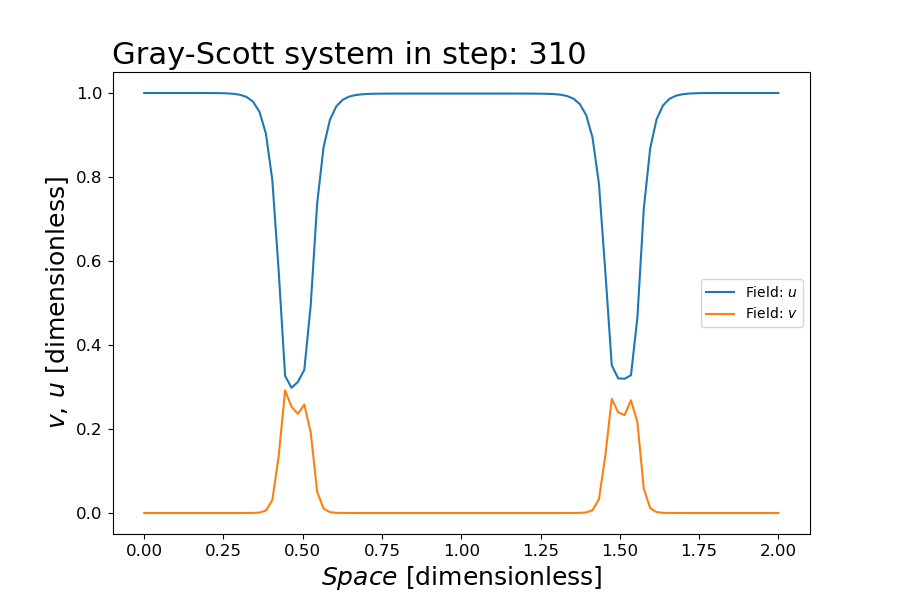 Gray-Scott system in step: 310
1.0
0.8
0.6
0.4
0.2
0.0
v, u [dimensionless]
Field: u
Field: v
0.00 0.25 0.50 0.75 1.00 1.25 1.50 1.75 2.00
Space [dimensionless]